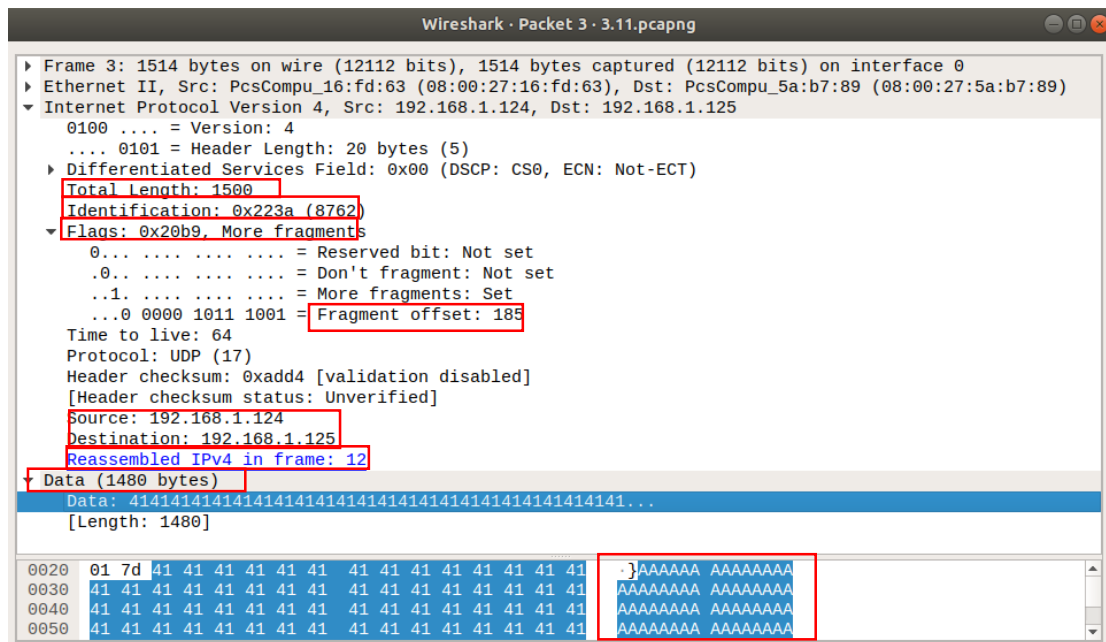 Wireshark · Packet 3 · 3.11.pcapng
Frame 3: 1514 bytes on wire (12112 bits), 1514 bytes captured (12112 bits) on interface 0
Ethernet II, Src: PcsCompu_16:fd:63 (08:00:27:16:fd:63), Dst: PcsCompu_5a:b7:89 (08:00:27:5a:b7:89)
Internet Protocol Version 4, Src: 192.168.1.124, Dst: 192.168.1.125
0100 .... = Version: 4
.... 0101 = Header Length: 20 bytes (5)
Differentiated Services Field: 0x00 (DSCP: CS0, ECN: Not-ECT)
Total Length: 1500
Identification: 0x223a (8762)
Flags: 0x20b9, More fragments
0... .... .... .... = Reserved bit: Not set
.0.. .... .... .... = Don't fragment: Not set
..1. .... .... .... = More fragments: Set
...0 0000 1011 1001 = Fragment offset: 185
Time to live: 64
Protocol: UDP (17)
Header checksum: 0xadd4 [validation disabled]
[Header checksum status: Unverified]
Source: 192.168.1.124
Destination: 192.168.1.125
Reassembled IPv4 in frame: 12
Data (1480 bytes)
Data: 414141414141414141414141414141414141414141414141...
[Length: 1480]
0020 01 7d 41 41 41 41 41 41 41 41 41 41 41 41 41 41 ·}AAAAAA AAAAAAAA
0030 41 41 41 41 41 41 41 41 41 41 41 41 41 41 41 41 AAAAAAAA AAAAAAAA
0040 41 41 41 41 41 41 41 41 41 41 41 41 41 41 41 41 AAAAAAAA AAAAAAAA
0050 41 41 41 41 41 41 41 41 41 41 41 41 41 41 41 41 AAAAAAAA AAAAAAAA